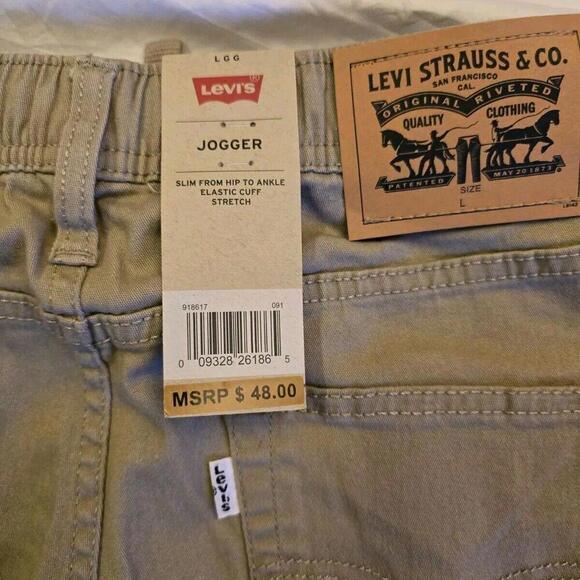 LGG
Levi's®
JOGGER
SLIM FROM HIP TO ANKLE
ELASTIC CUFF
STRETCH
918617 091
0 09328 26186 5
MSRP $ 48.00
LEVI STRAUSS & CO.
SAN FRANCISCO
CAL.
ORIGINAL RIVETED
QUALITY CLOTHING
PATENTED MAY 20 1873
SIZE
L
Levi's